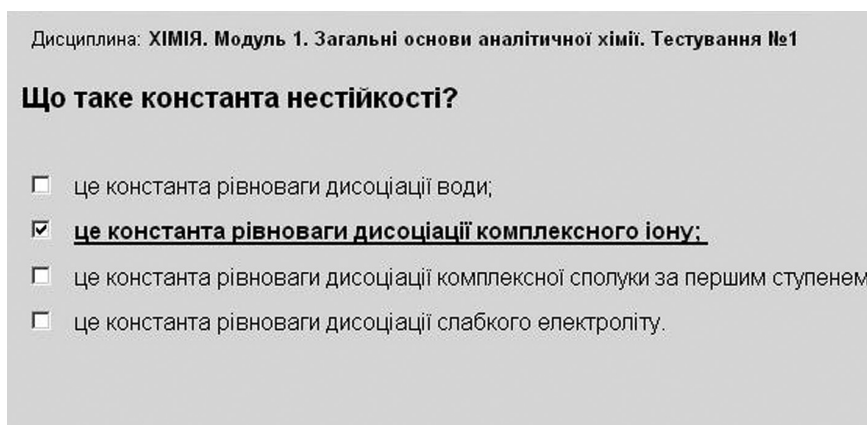 Дисциплина: ХІМІЯ. Модуль 1. Загальні основи аналітичної хімії. Тестування №1
Що таке константа нестійкості?
це константа рівноваги дисоціації води;
це константа рівноваги дисоціації комплексного іону;
це константа рівноваги дисоціації комплексної сполуки за першим ступенем
це константа рівноваги дисоціації слабкого електроліту.